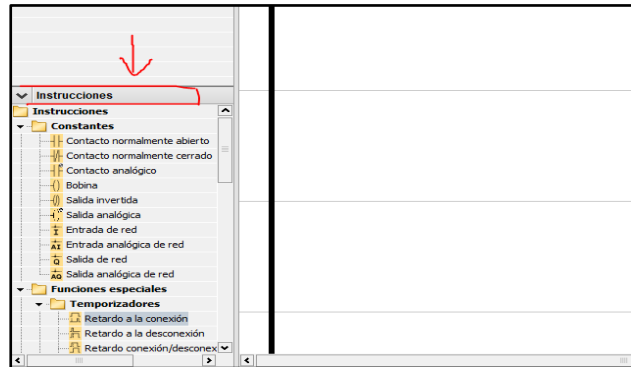 Instrucciones
Instrucciones
Constantes
Contacto normalmente abierto
Contacto normalmente cerrado
Contacto analógico
Bobina
Salida invertida
Salida analógica
I Entrada de red
AI Entrada analógica de red
Q Salida de red
AQ Salida analógica de red
Funciones especiales
Temporizadores
Retardo a la conexión
Retardo a la desconexión
Retardo conexión/desconex